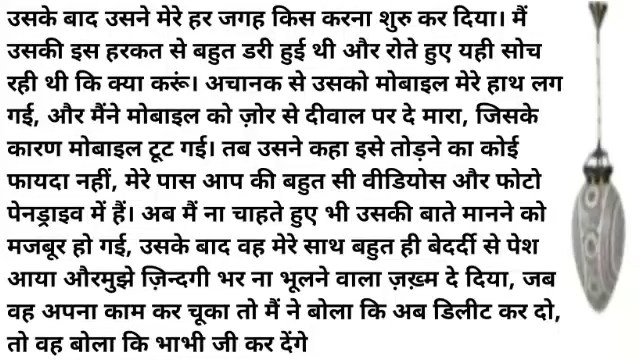 उसके बाद उसने मेरे हर जगह किस करना शुरु कर दिया। मैं
उसकी इस हरकत से बहुत डरी हुई थी और रोते हुए यही सोच
रही थी कि क्या करूं। अचानक से उसको मोबाइल मेरे हाथ लग
गई, और मैंने मोबाइल को ज़ोर से दीवाल पर दे मारा, जिसके
कारण मोबाइल टूट गई। तब उसने कहा इसे तोड़ने का कोई
फायदा नहीं, मेरे पास आप की बहुत सी वीडियोस और फोटो
पेनड्राइव में हैं। अब मैं ना चाहते हुए भी उसकी बाते मानने को
मजबूर हो गई, उसके बाद वह मेरे साथ बहुत ही बेदर्दी से पेश
आया औरमुझे ज़िन्दगी भर ना भूलने वाला ज़ख़्म दे दिया, जब
वह अपना काम कर चूका तो मैं ने बोला कि अब डिलीट कर दो,
तो वह बोला कि भाभी जी कर देंगे